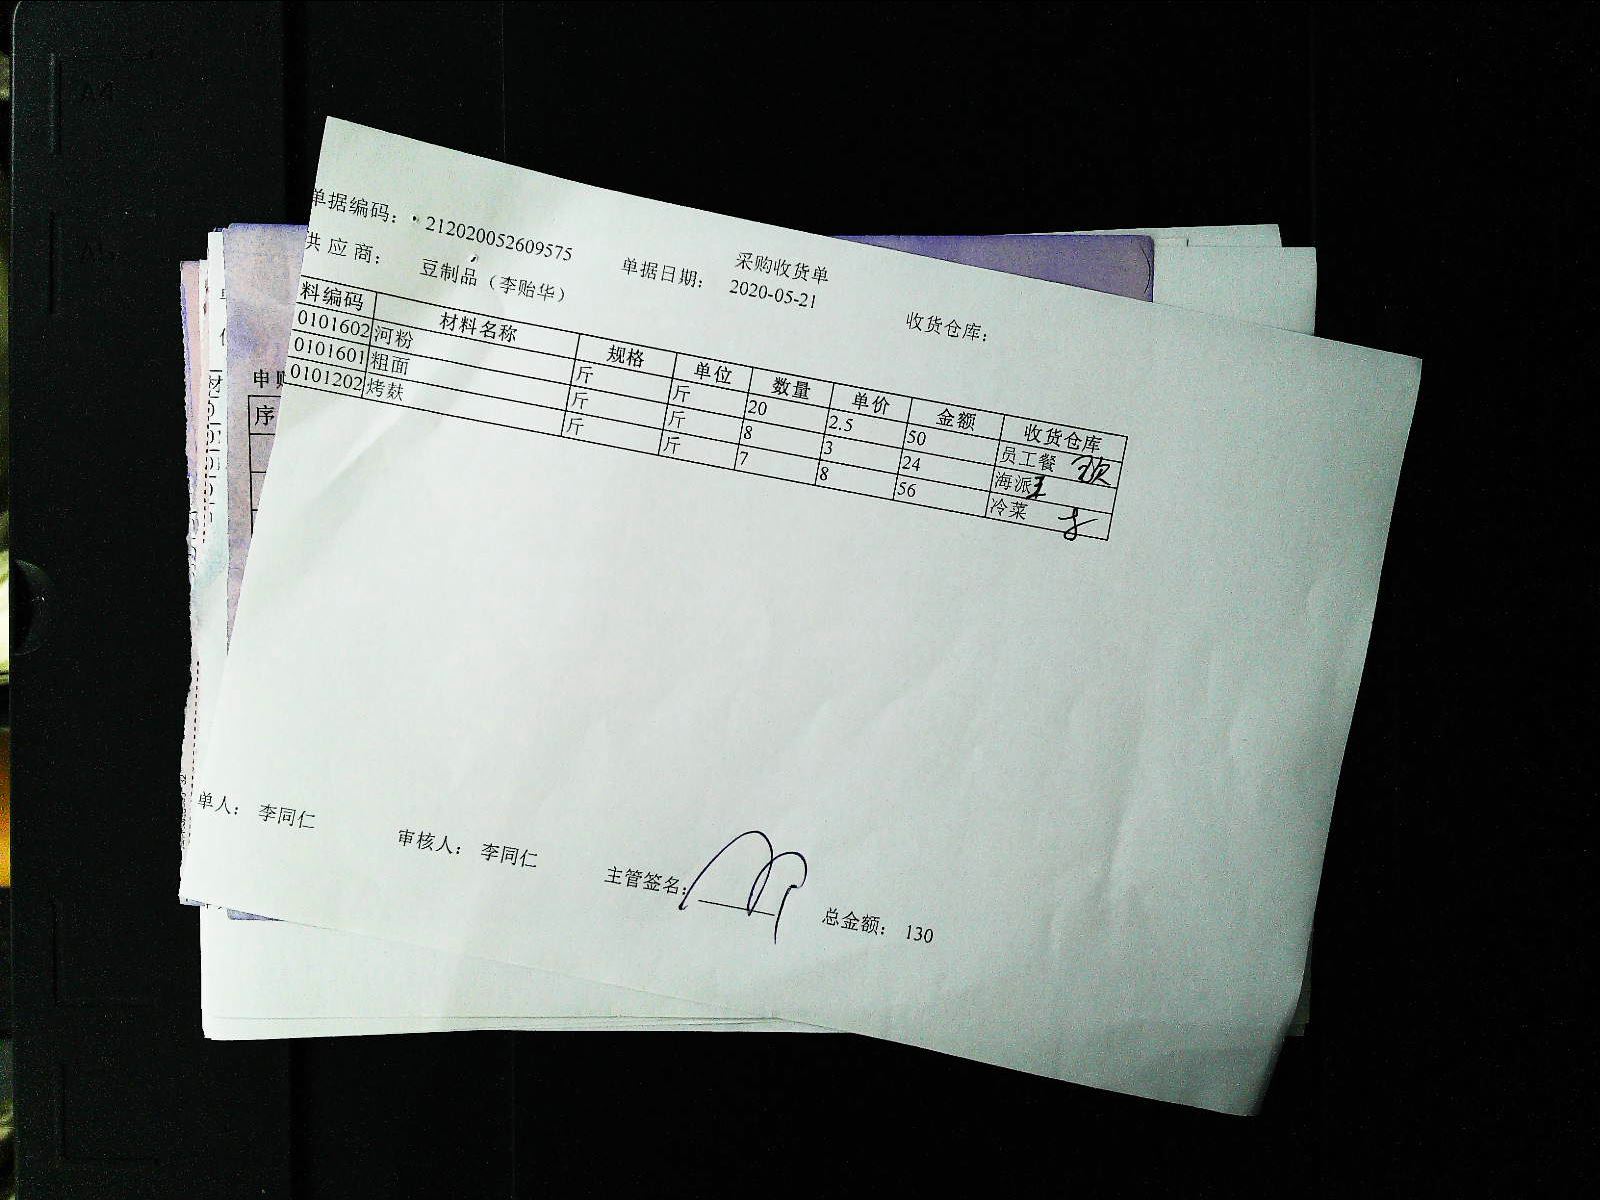 采购收货单
单据编码： 212020052609575 单据日期： 2020-05-21 收货仓库：
供 应 商： 豆制品（李贻华）
料编码 材料名称 规格 单位 数量 单价 金额 收货仓库
0101602 河粉 斤 斤 20 2.5 50 员工餐
0101601 粗面 斤 斤 8 3 24 海派 王
0101202 烤麸 斤 斤 7 8 56 冷菜
单人： 李同仁 审核人： 李同仁 主管签名： 总金额： 130
申购
序